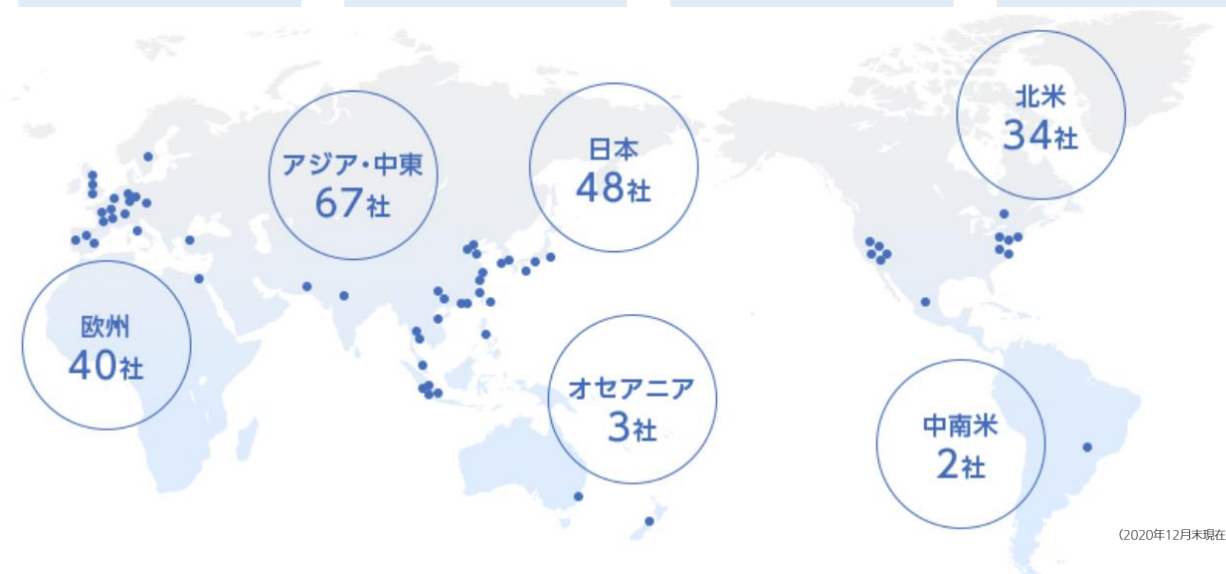 北米
34社
日本
48社
アジア・中東
67社
欧州
40社
オセアニア
3社
中南米
2社
(2020年12月末現在